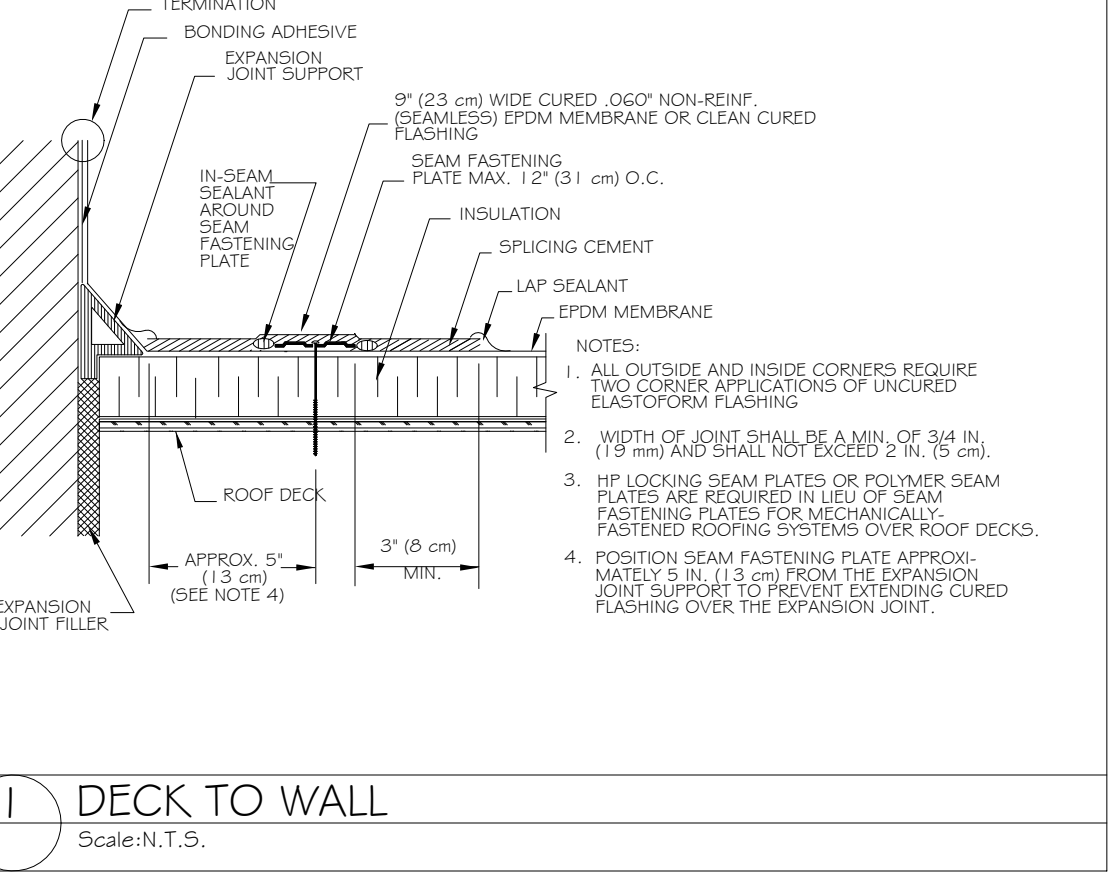 TERMINATION
BONDING ADHESIVE
EXPANSION
JOINT SUPPORT
9" (23 cm) WIDE CURED .060" NON-REINF.
(SEAMLESS) EPDM MEMBRANE OR CLEAN CURED
FLASHING
SEAM FASTENING
PLATE MAX. 12" (31 cm) O.C.
IN-SEAM
SEALANT
AROUND
SEAM
FASTENING
PLATE
INSULATION
SPLICING CEMENT
LAP SEALANT
EPDM MEMBRANE
NOTES:
1. ALL OUTSIDE AND INSIDE CORNERS REQUIRE
TWO CORNER APPLICATIONS OF UNCURED
ELASTOFORM FLASHING
2. WIDTH OF JOINT SHALL BE A MIN. OF 3/4 IN.
(19 mm) AND SHALL NOT EXCEED 2 IN. (5 cm).
3. HP LOCKING SEAM PLATES OR POLYMER SEAM
PLATES ARE REQUIRED IN LIEU OF SEAM
FASTENING PLATES FOR MECHANICALLY-
FASTENED ROOFING SYSTEMS OVER ROOF DECKS.
4. POSITION SEAM FASTENING PLATE APPROXI-
MATELY 5 IN. (13 cm) FROM THE EXPANSION
JOINT SUPPORT TO PREVENT EXTENDING CURED
FLASHING OVER THE EXPANSION JOINT.
ROOF DECK
APPROX. 5"
(13 cm)
(SEE NOTE 4)
3" (8 cm)
MIN.
EXPANSION
JOINT FILLER
1
DECK TO WALL
Scale:N.T.S.